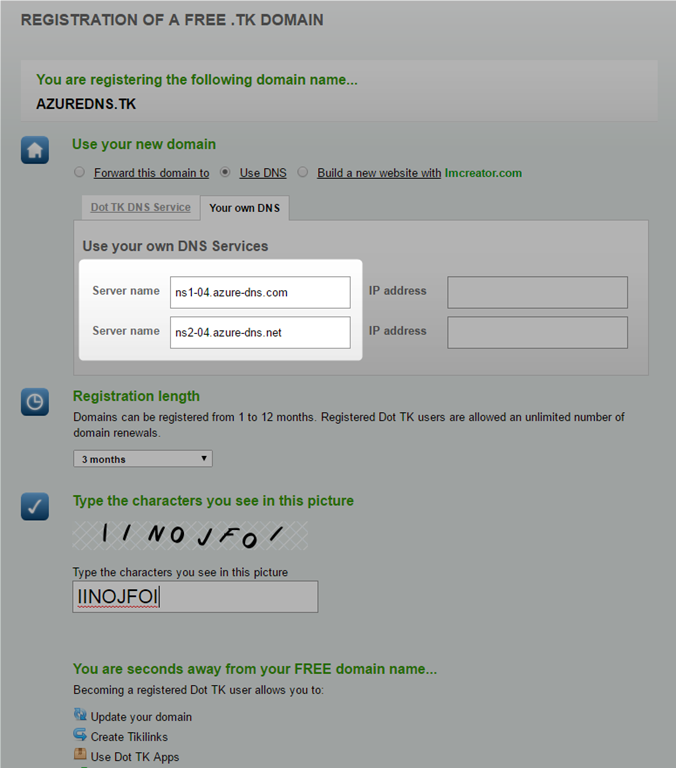 REGISTRATION OF A FREE .TK DOMAIN
You are registering the following domain name...
AZUREDNS.TK
Use your new domain
Forward this domain to Use DNS Build a new website with Imcreator.com
Dot TK DNS Service Your own DNS
Use your own DNS Services
Server name ns1-04.azure-dns.com IP address
Server name ns2-04.azure-dns.net IP address
Registration length
Domains can be registered from 1 to 12 months. Registered Dot TK users are allowed an unlimited number of
domain renewals.
3 months
Type the characters you see in this picture
IINOJFOI
Type the characters you see in this picture
IINOJFOI
You are seconds away from your FREE domain name...
Becoming a registered Dot TK user allows you to:
Update your domain
Create Tikilinks
Use Dot TK Apps